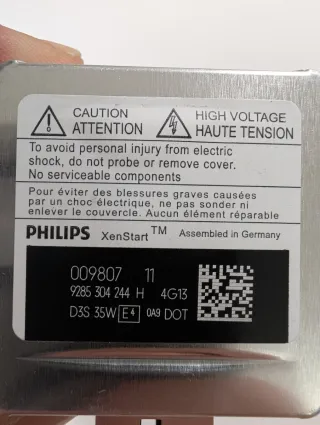 CAUTION
ATTENTION
HIGH VOLTAGE
HAUTE TENSION
To avoid personal injury from electric
shock, do not probe or remove cover.
No serviceable components
Pour éviter des blessures graves causées
par un choc électrique, ne pas sonder ni
enlever le couvercle. Aucun élément réparable
PHILIPS XenStart™ Assembled in Germany
009807 11
9285 304 244 H 4G13
D3S 35W E4 0A9 DOT